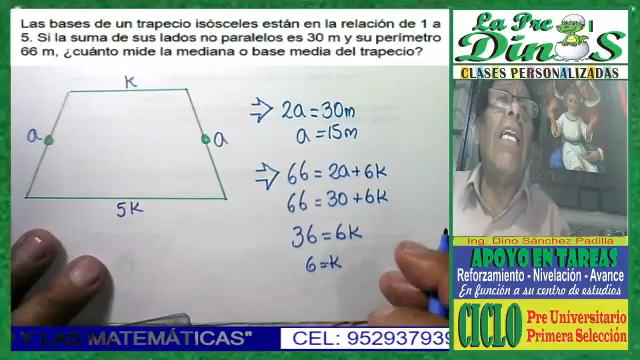 Las bases de un trapecio isósceles están en la relación de 1 a
5. Si la suma de sus lados no paralelos es 30 m y su perímetro
66 m, ¿cuánto mide la mediana o base media del trapecio?
La Pre
DinoS
CLASES PERSONALIZADAS
K
a
a
5K
⇒ 2a = 30m
a = 15m
⇒ 66 = 2a + 6K
66 = 30 + 6K
36 = 6K
6 = K
Ing. Dino Sánchez Padilla
APOYO EN TAREAS
Reforzamiento - Nivelación - Avance
En función a su centro de estudios
CICLO
Pre Universitario
Primera Selección
Y LAS MATEMÁTICAS" CEL: 952937939